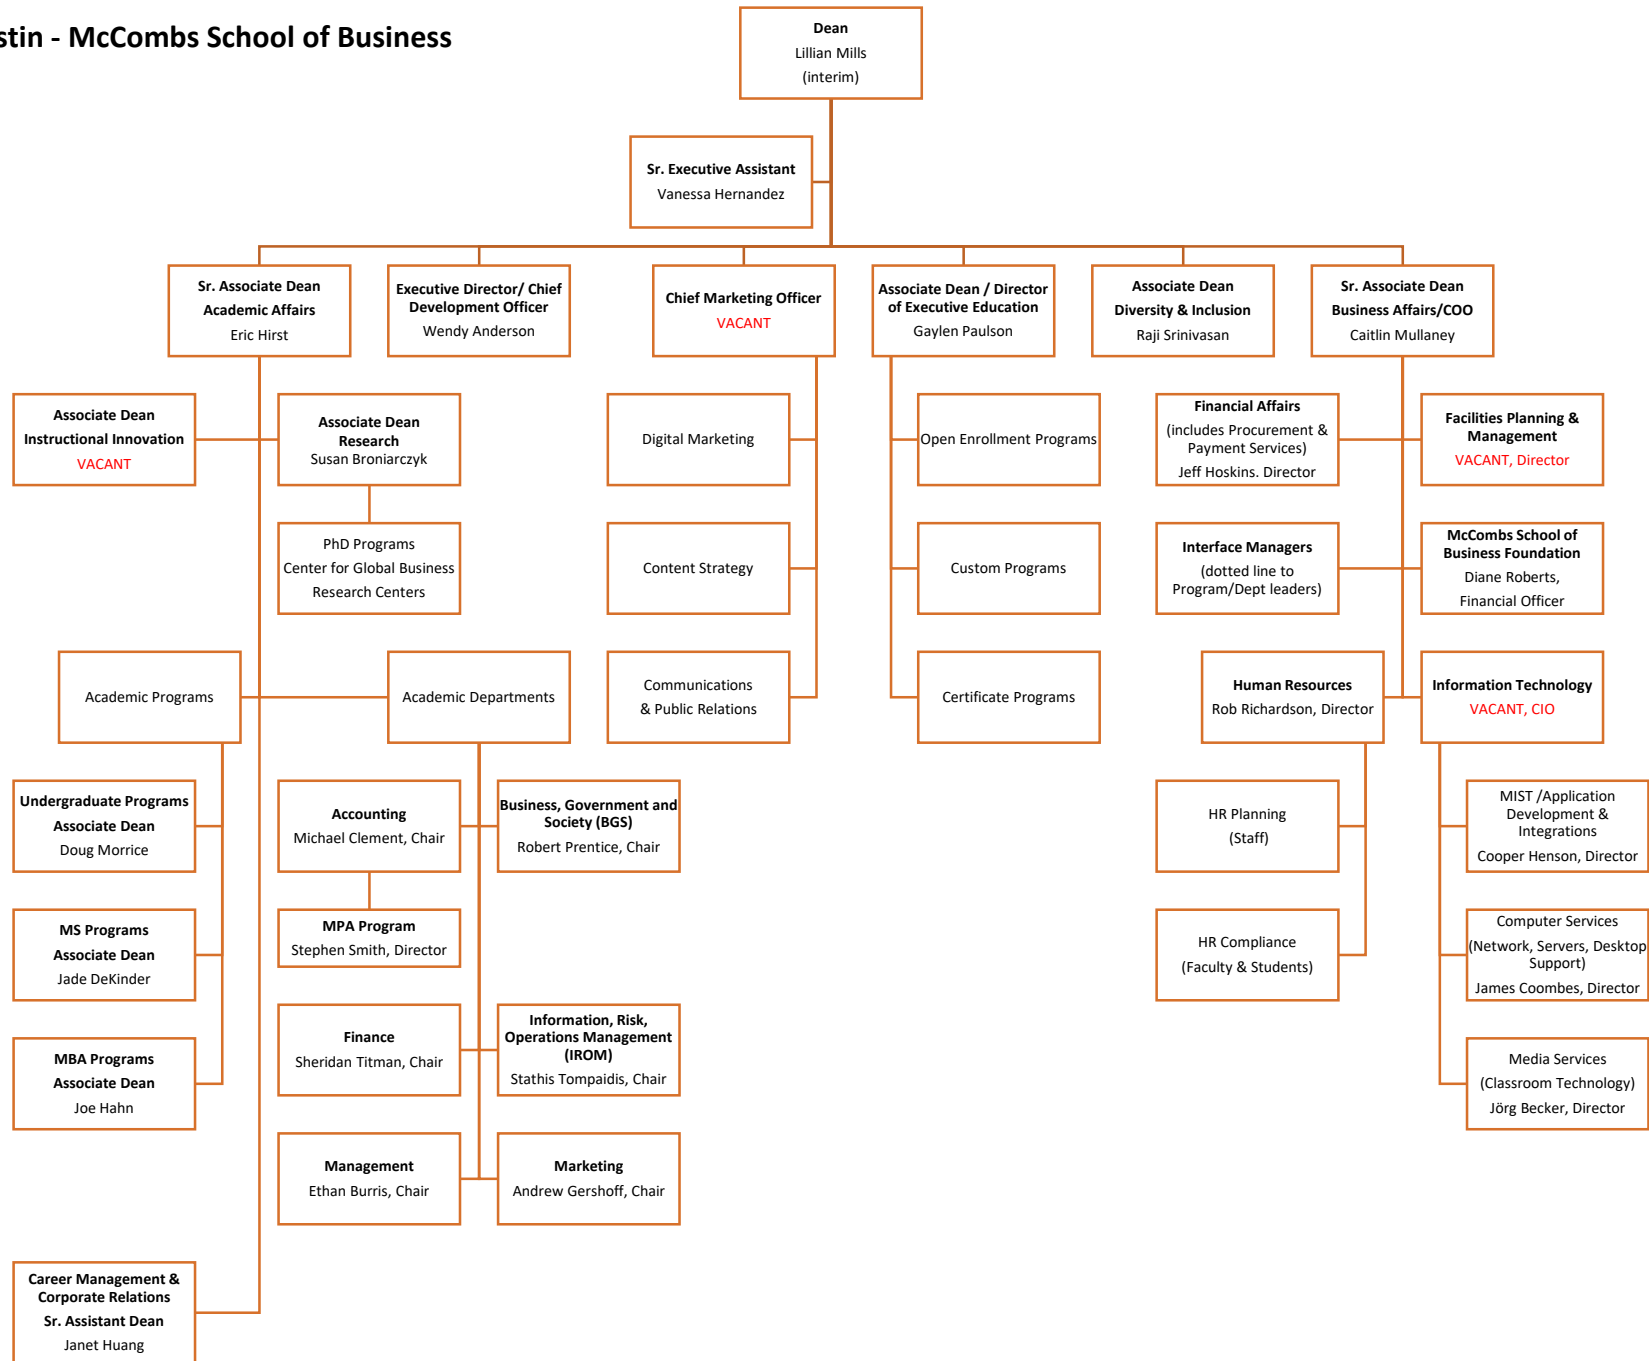 stin - McCombs School of Business
Dean
Lillian Mills
(interim)
Sr. Executive Assistant
Vanessa Hernandez
Sr. Associate Dean
Academic Affairs
Eric Hirst
Executive Director/ Chief
Development Officer
Wendy Anderson
Chief Marketing Officer
VACANT
Associate Dean / Director
of Executive Education
Gaylen Paulson
Associate Dean
Diversity & Inclusion
Raji Srinivasan
Sr. Associate Dean
Business Affairs/COO
Caitlin Mullaney
Associate Dean
Instructional Innovation
VACANT
Associate Dean
Research
Susan Broniarczyk
Digital Marketing
Open Enrollment Programs
Financial Affairs
(includes Procurement &
Payment Services)
Jeff Hoskins. Director
Facilities Planning &
Management
VACANT, Director
PhD Programs
Center for Global Business
Research Centers
Content Strategy
Custom Programs
Interface Managers
(dotted line to
Program/Dept leaders)
McCombs School of
Business Foundation
Diane Roberts,
Financial Officer
Academic Programs
Academic Departments
Communications
& Public Relations
Certificate Programs
Human Resources
Rob Richardson, Director
Information Technology
VACANT, CIO
Undergraduate Programs
Associate Dean
Doug Morrice
Accounting
Michael Clement, Chair
Business, Government and
Society (BGS)
Robert Prentice, Chair
HR Planning
(Staff)
MIST /Application
Development &
Integrations
Cooper Henson, Director
MS Programs
Associate Dean
Jade DeKinder
MPA Program
Stephen Smith, Director
HR Compliance
(Faculty & Students)
Computer Services
(Network, Servers, Desktop
Support)
James Coombes, Director
MBA Programs
Associate Dean
Joe Hahn
Finance
Sheridan Titman, Chair
Information, Risk,
Operations Management
(IROM)
Stathis Tompaidis, Chair
Media Services
(Classroom Technology)
Jörg Becker, Director
Management
Ethan Burris, Chair
Marketing
Andrew Gershoff, Chair
Career Management &
Corporate Relations
Sr. Assistant Dean
Janet Huang